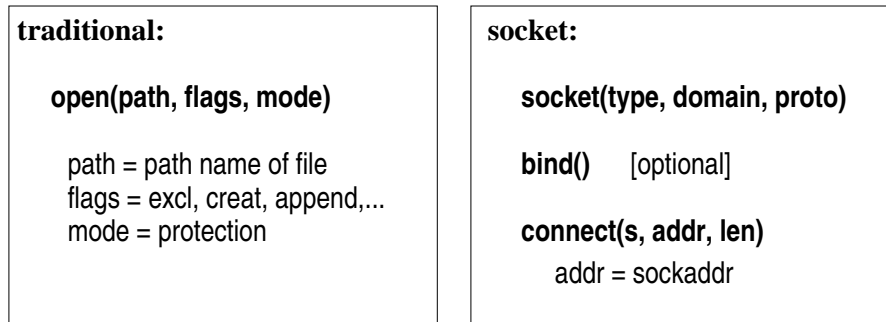 traditional:
open(path, flags, mode)
path = path name of file
flags = excl, creat, append,...
mode = protection
socket:
socket(type, domain, proto)
bind() [optional]
connect(s, addr, len)
addr = sockaddr